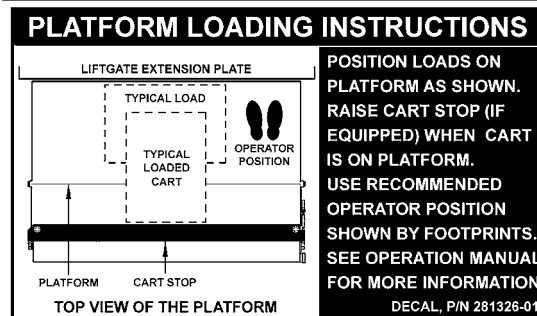 PLATFORM LOADING INSTRUCTIONS
LIFTGATE EXTENSION PLATE
TYPICAL LOAD
TYPICAL
LOADED
CART
OPERATOR
POSITION
PLATFORM
CART STOP
TOP VIEW OF THE PLATFORM
POSITION LOADS ON
PLATFORM AS SHOWN.
RAISE CART STOP (IF
EQUIPPED) WHEN CART
IS ON PLATFORM.
USE RECOMMENDED
OPERATOR POSITION
SHOWN BY FOOTPRINTS.
SEE OPERATION MANUAL
FOR MORE INFORMATION
DECAL, P/N 281326-01